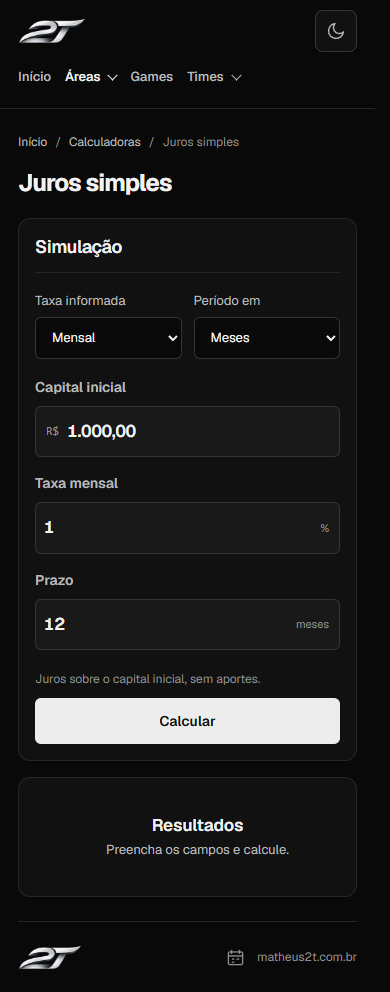 2T
Início Áreas Games Times
Início / Calculadoras / Juros simples
Juros simples
Simulação
Taxa informada Período em
Mensal Meses
Capital inicial
R$ 1.000,00
Taxa mensal
1 %
Prazo
12 meses
Juros sobre o capital inicial, sem aportes.
Calcular
Resultados
Preencha os campos e calcule.
2T matheus2t.com.br